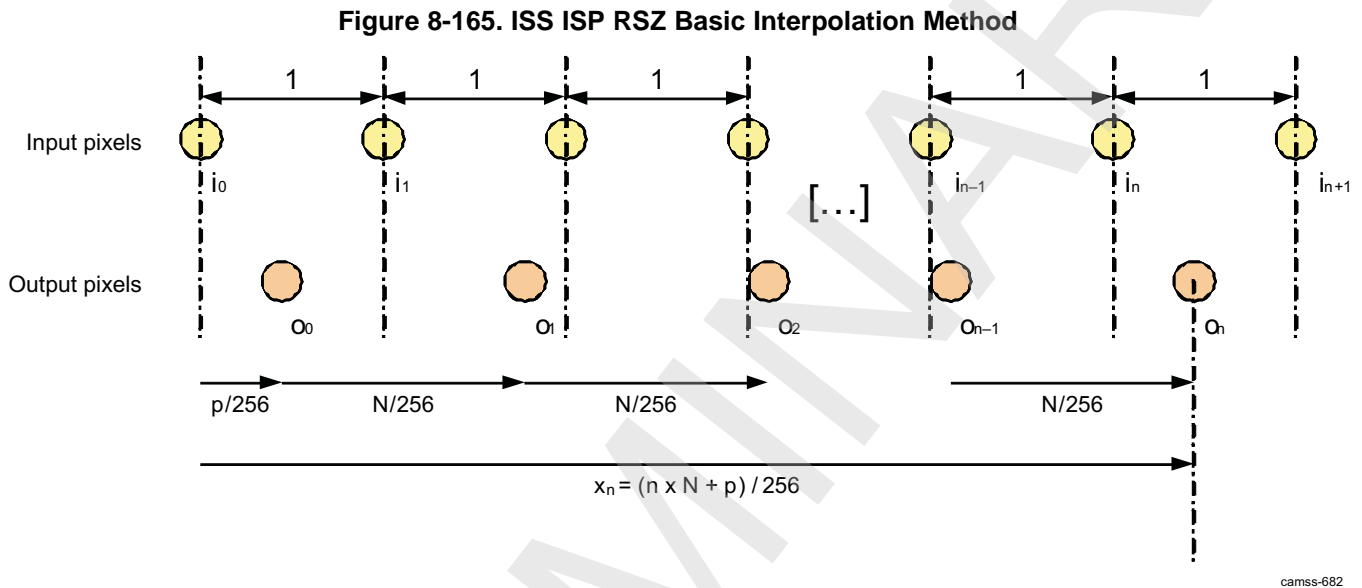 Figure 8-165. ISS ISP RSZ Basic Interpolation Method
1 1 1 1 1
Input pixels
i0 i1 in–1 in in+1
[...]
Output pixels
o0 o1 o2 on–1 on
p/256 N/256 N/256 N/256
xn = (n x N + p) / 256
camss-682